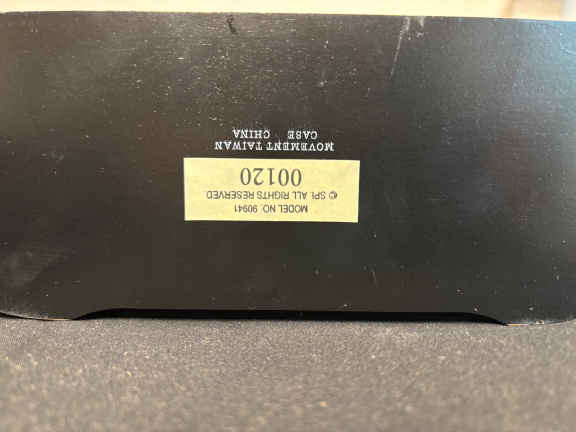 MODEL NO: 90941
© SPI. ALL RIGHTS RESERVED
00120
MOVEMENT TAIWAN
CASE CHINA